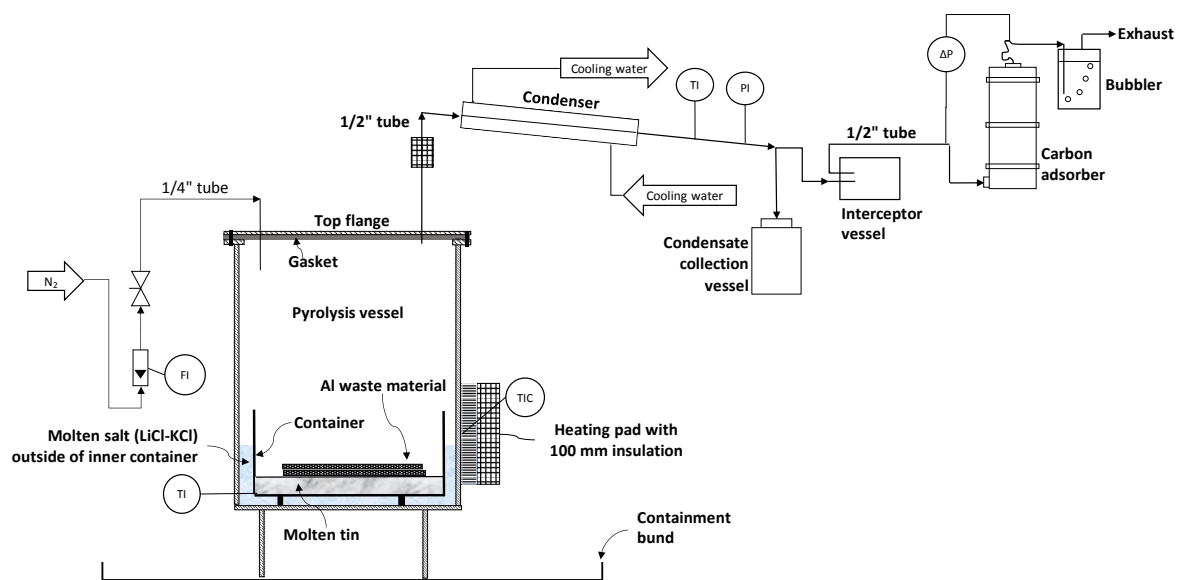 Exhaust
ΔP
Cooling water
Bubbler
TI
PI
Condenser
1/2" tube
1/2" tube
Carbon
adsorber
1/4" tube
Cooling water
Interceptor
vessel
Top flange
Condensate
collection
vessel
Gasket
N2
Pyrolysis vessel
FI
Al waste material
TIC
Container
Heating pad with
100 mm insulation
Molten salt (LiCl-KCl)
outside of inner container
TI
Molten tin
Containment
bund